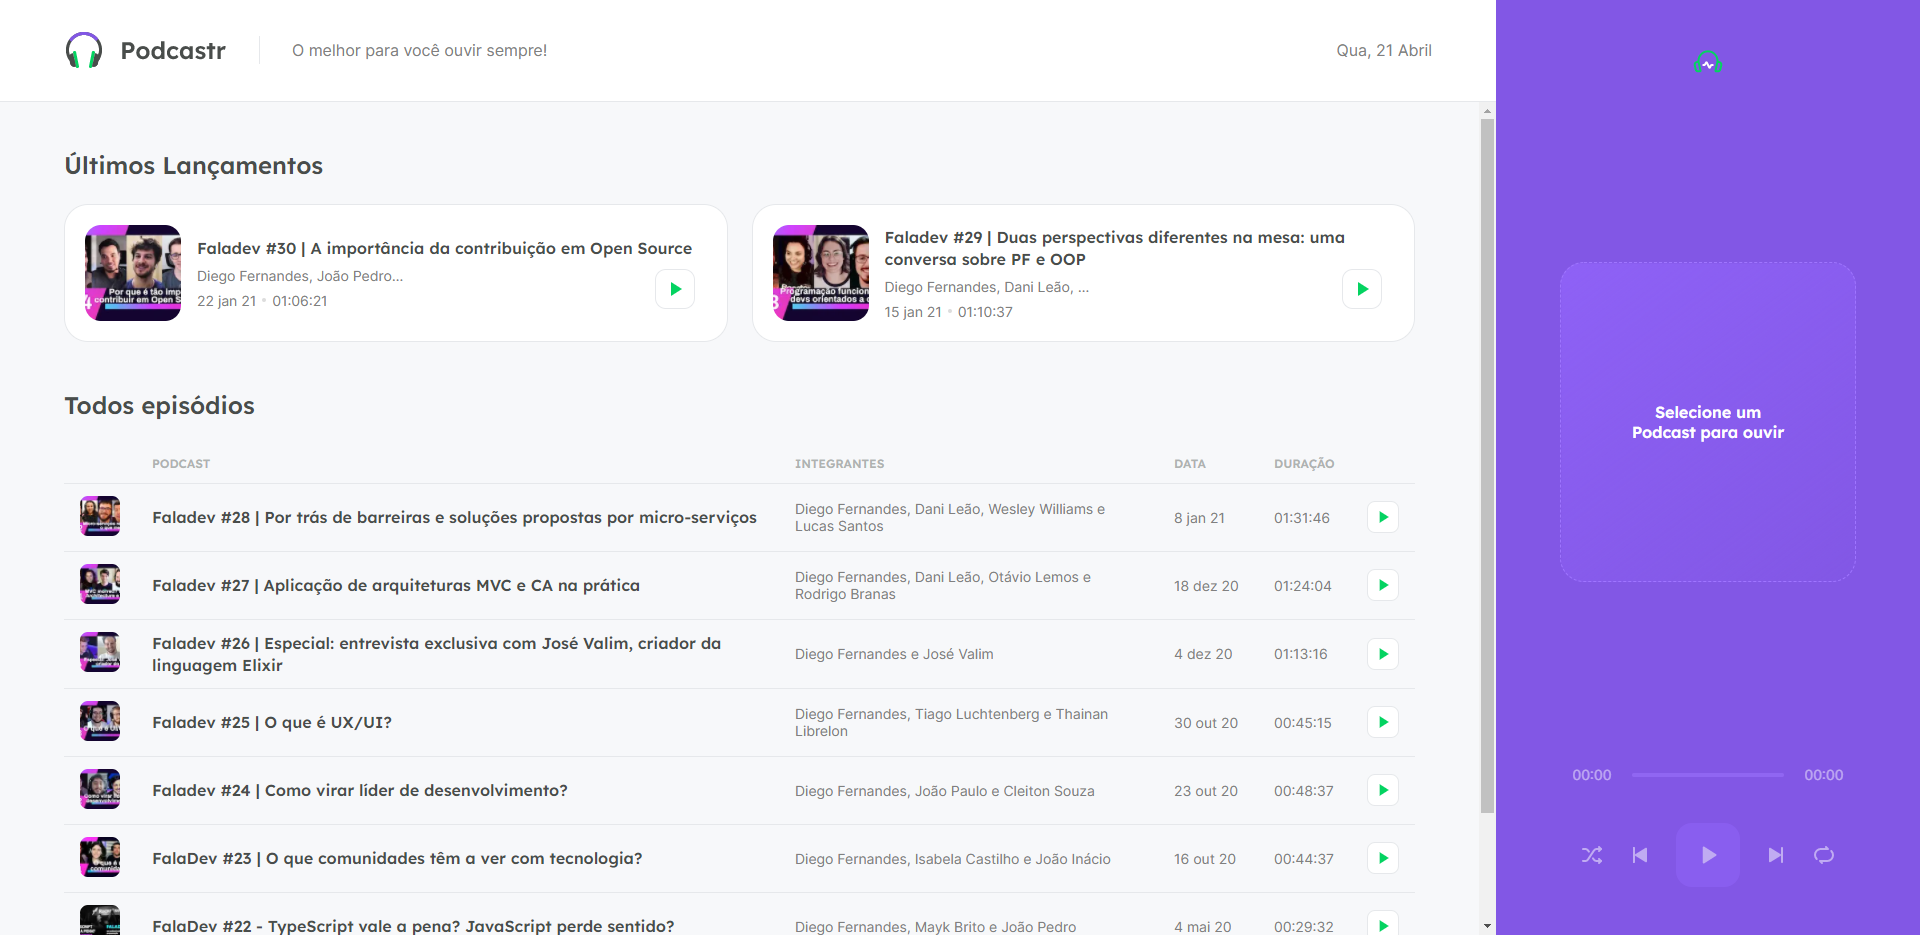 Podcastr
O melhor para você ouvir sempre!
Qua, 21 Abril
Últimos Lançamentos
Faladev #30 | A importância da contribuição em Open Source
Diego Fernandes, João Pedro...
22 jan 21 • 01:06:21
Por que é tão imp
contribuir em Open S
Faladev #29 | Duas perspectivas diferentes na mesa: uma
conversa sobre PF e OOP
Diego Fernandes, Dani Leão, ...
15 jan 21 • 01:10:37
Programação funcion
devs orientados a o
Todos episódios
PODCAST
INTEGRANTES
DATA
DURAÇÃO
Faladev #28 | Por trás de barreiras e soluções propostas por micro-serviços
Diego Fernandes, Dani Leão, Wesley Williams e
Lucas Santos
8 jan 21
01:31:46
Faladev #27 | Aplicação de arquiteturas MVC e CA na prática
Diego Fernandes, Dani Leão, Otávio Lemos e
Rodrigo Branas
18 dez 20
01:24:04
Faladev #26 | Especial: entrevista exclusiva com José Valim, criador da
linguagem Elixir
Diego Fernandes e José Valim
4 dez 20
01:13:16
Faladev #25 | O que é UX/UI?
Diego Fernandes, Tiago Luchtenberg e Thainan
Librelon
30 out 20
00:45:15
Faladev #24 | Como virar líder de desenvolvimento?
Diego Fernandes, João Paulo e Cleiton Souza
23 out 20
00:48:37
FalaDev #23 | O que comunidades têm a ver com tecnologia?
Diego Fernandes, Isabela Castilho e João Inácio
16 out 20
00:44:37
FalaDev #22 - TypeScript vale a pena? JavaScript perde sentido?
Diego Fernandes, Mayk Brito e João Pedro
4 mai 20
00:29:32
Selecione um
Podcast para ouvir
00:00
00:00